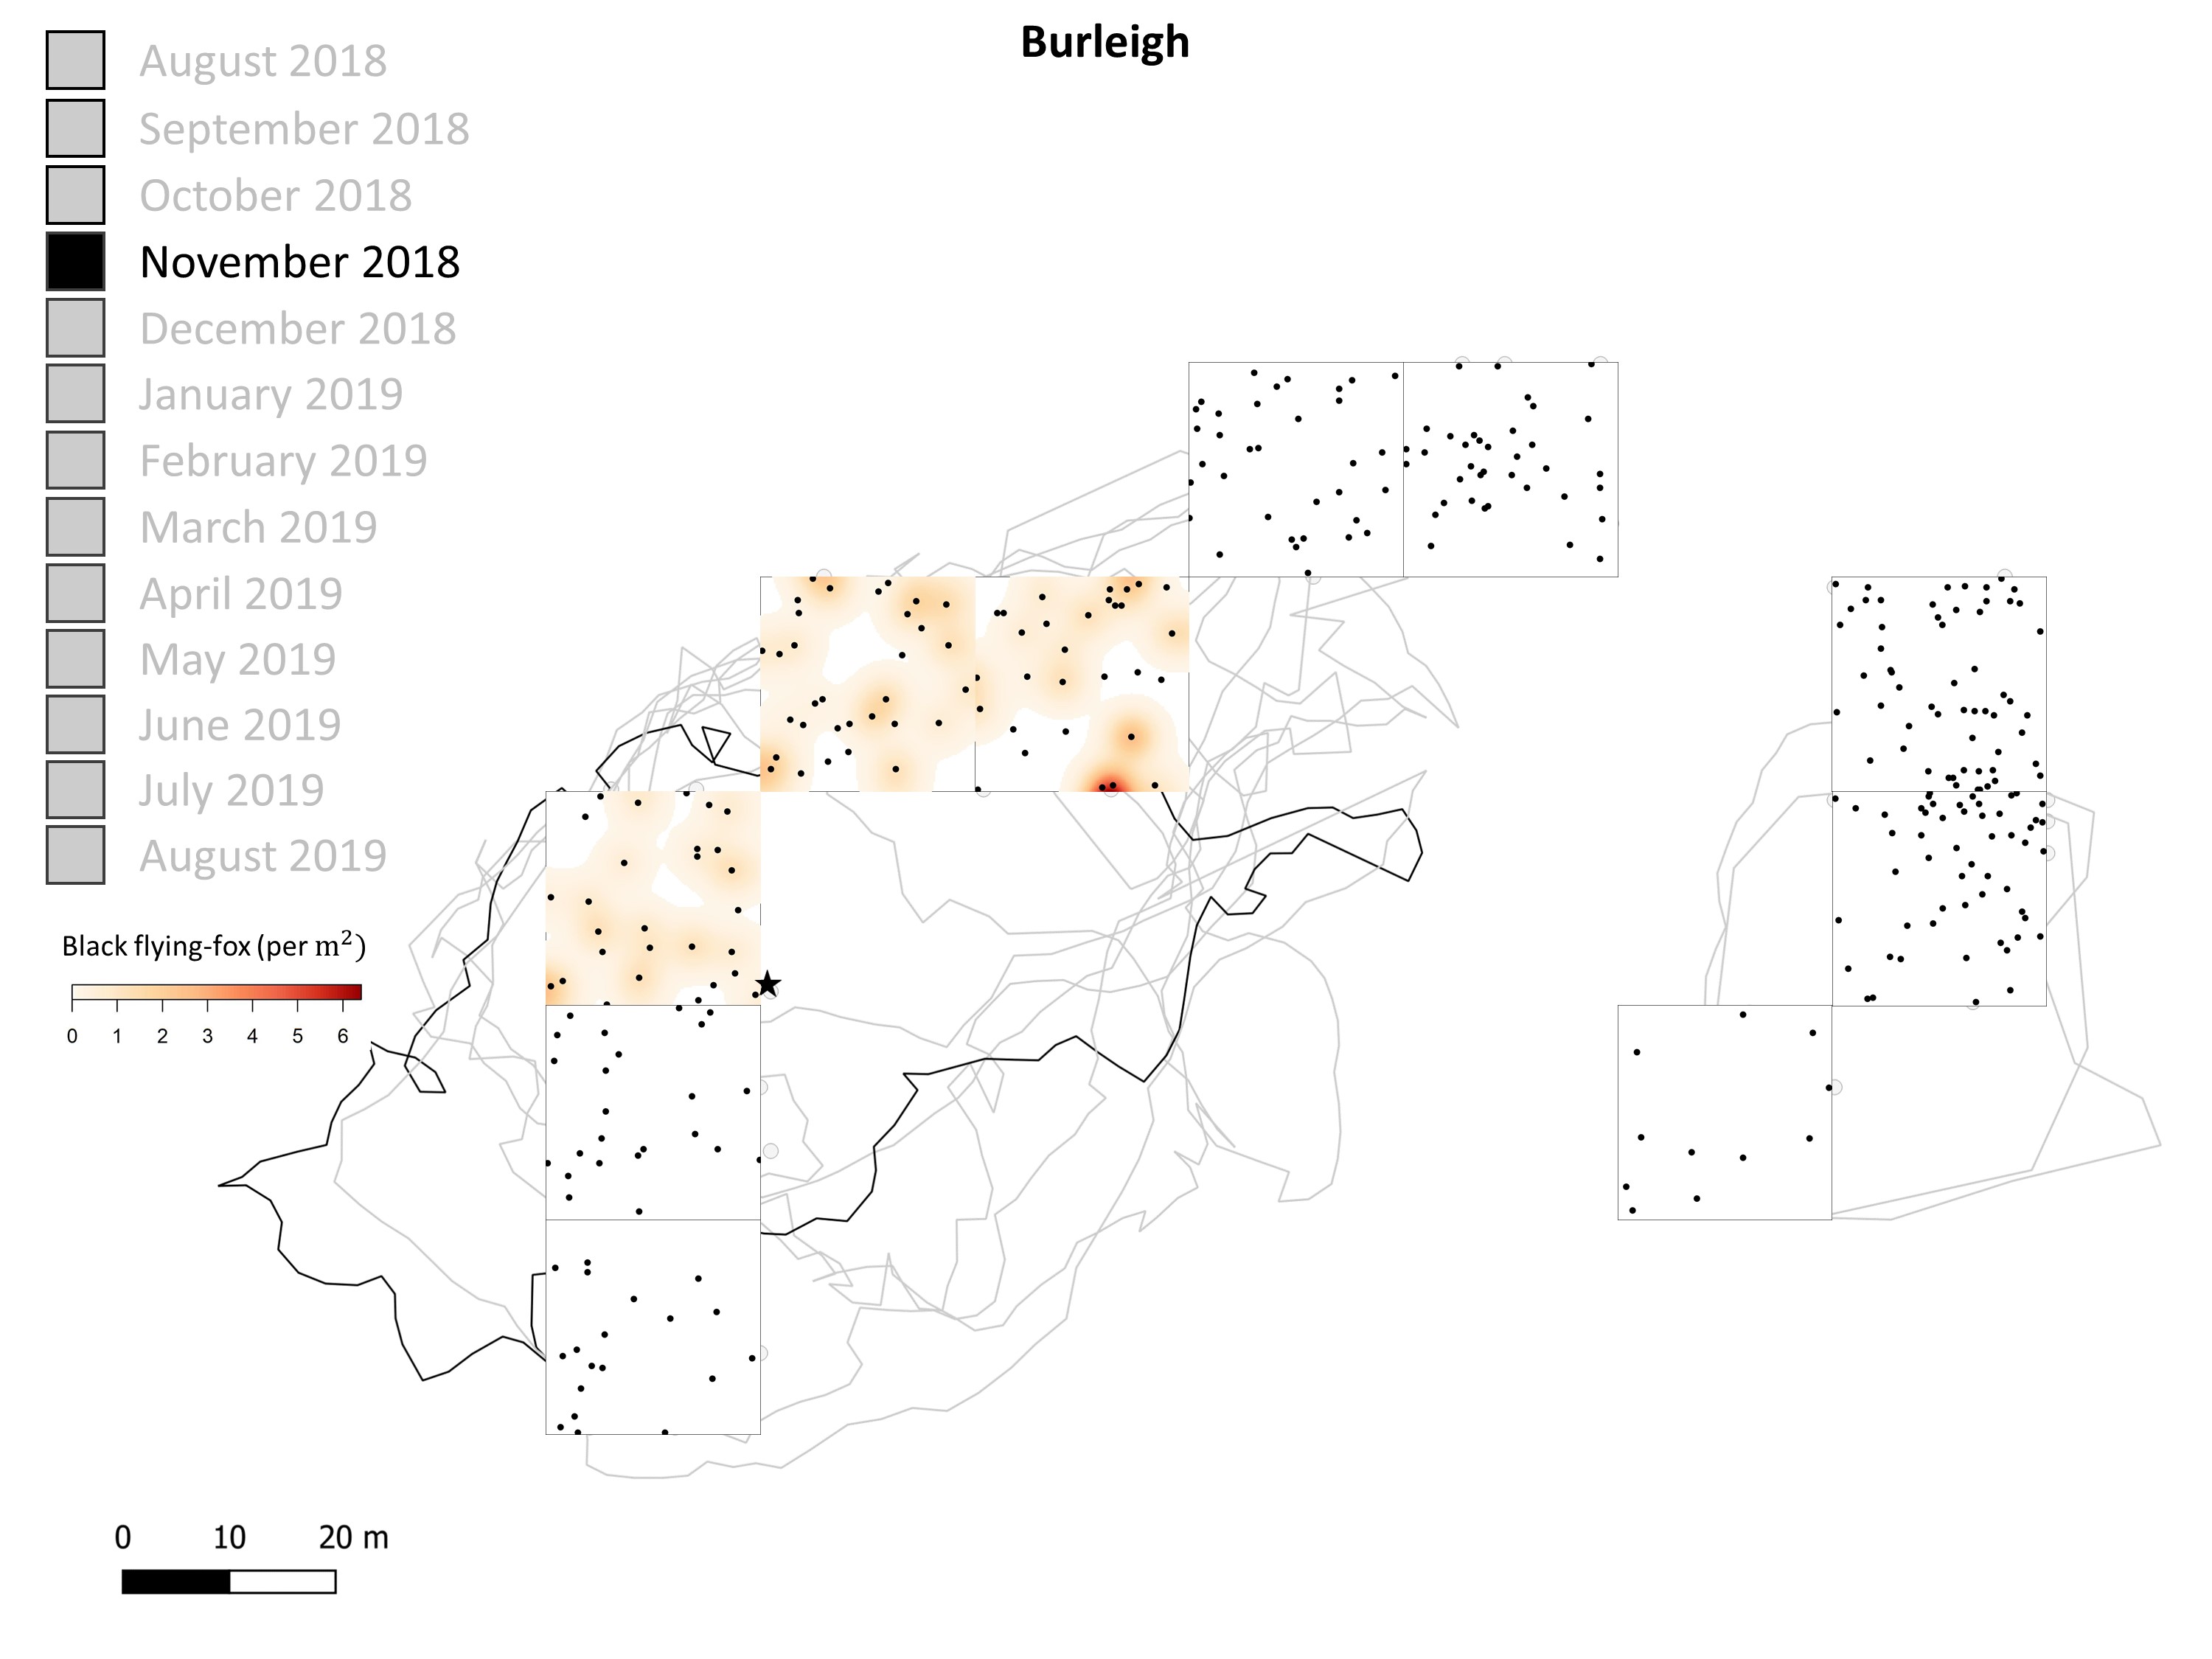 Burleigh
August 2018
September 2018
October 2018
November 2018
December 2018
January 2019
February 2019
March 2019
April 2019
May 2019
June 2019
July 2019
August 2019
Black flying-fox (per m²)
0 1 2 3 4 5 6
0 10 20 m